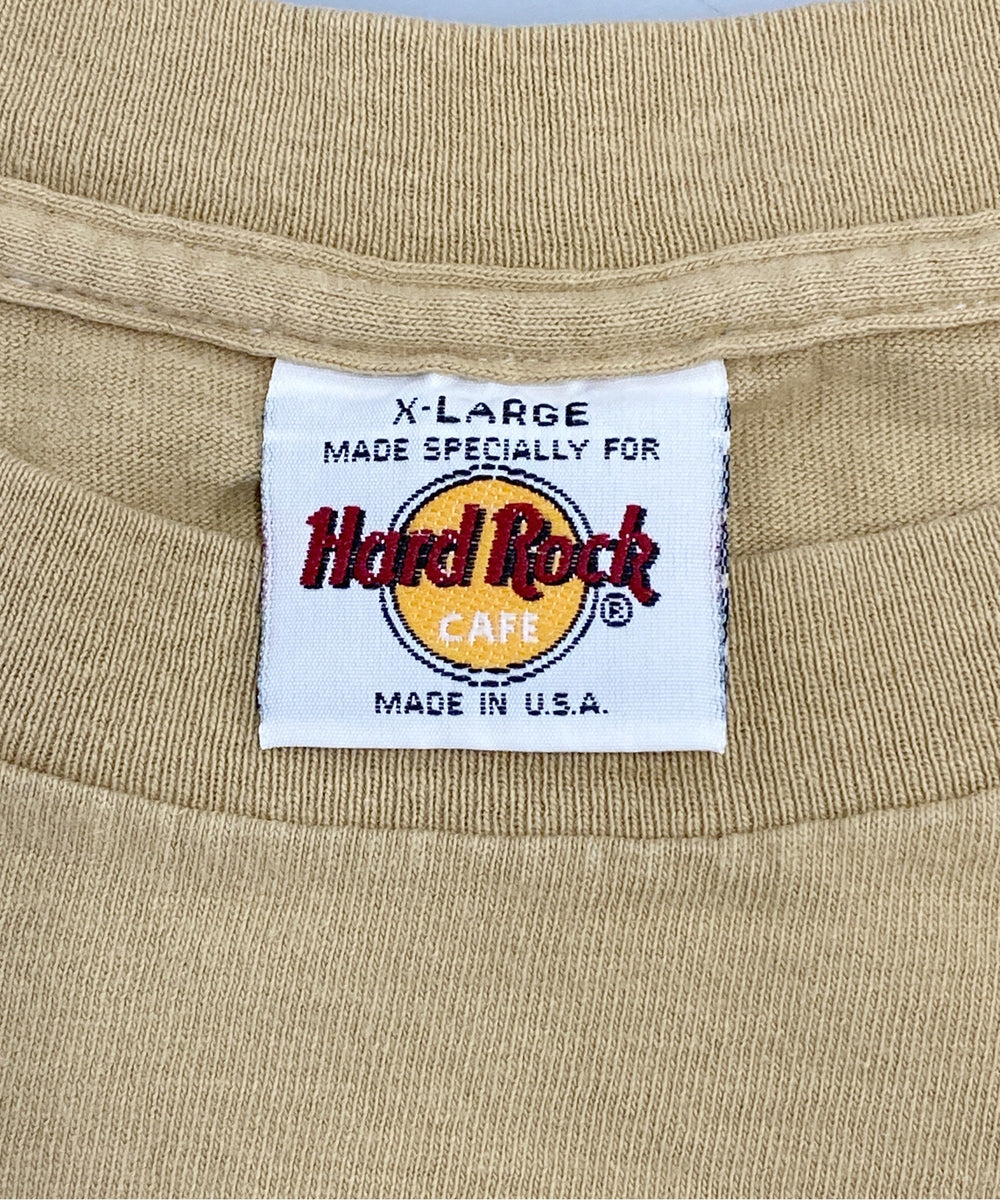 X-LARGE
MADE SPECIALLY FOR
Hard Rock
CAFE
®
MADE IN U.S.A.